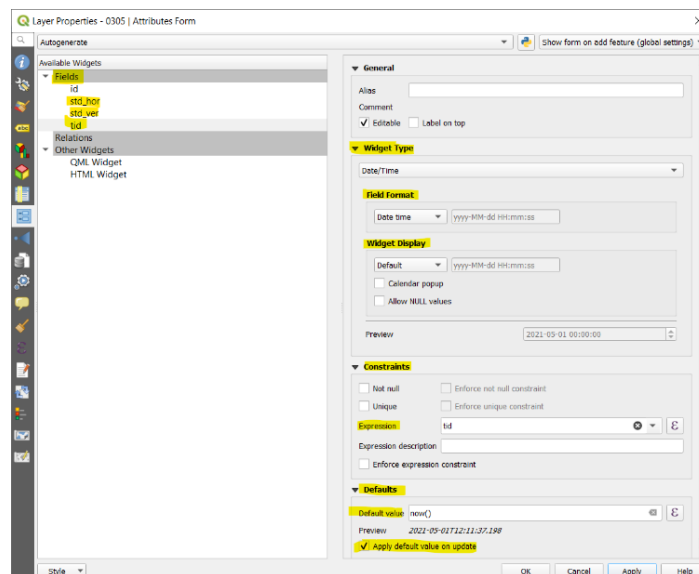 Layer Properties - 0305 | Attributes Form
Autogenerate
Show form on add feature (global settings)
Available Widgets
Fields
id
std_hor
std_ver
tid
Relations
Other Widgets
QML Widget
HTML Widget
General
Alias
Comment
Editable Label on top
Widget Type
Date/Time
Field Format
Date time yyyy-MM-dd HH:mm:ss
Widget Display
Default yyyy-MM-dd HH:mm:ss
Calendar popup
Allow NULL values
Preview 2021-05-01 00:00:00
Constraints
Not null Enforce not null constraint
Unique Enforce unique constraint
Expression tid ε
Expression description
Enforce expression constraint
Defaults
Default value now() ε
Preview 2021-05-01T12:11:37.198
Apply default value on update
Style OK Cancel Apply Help